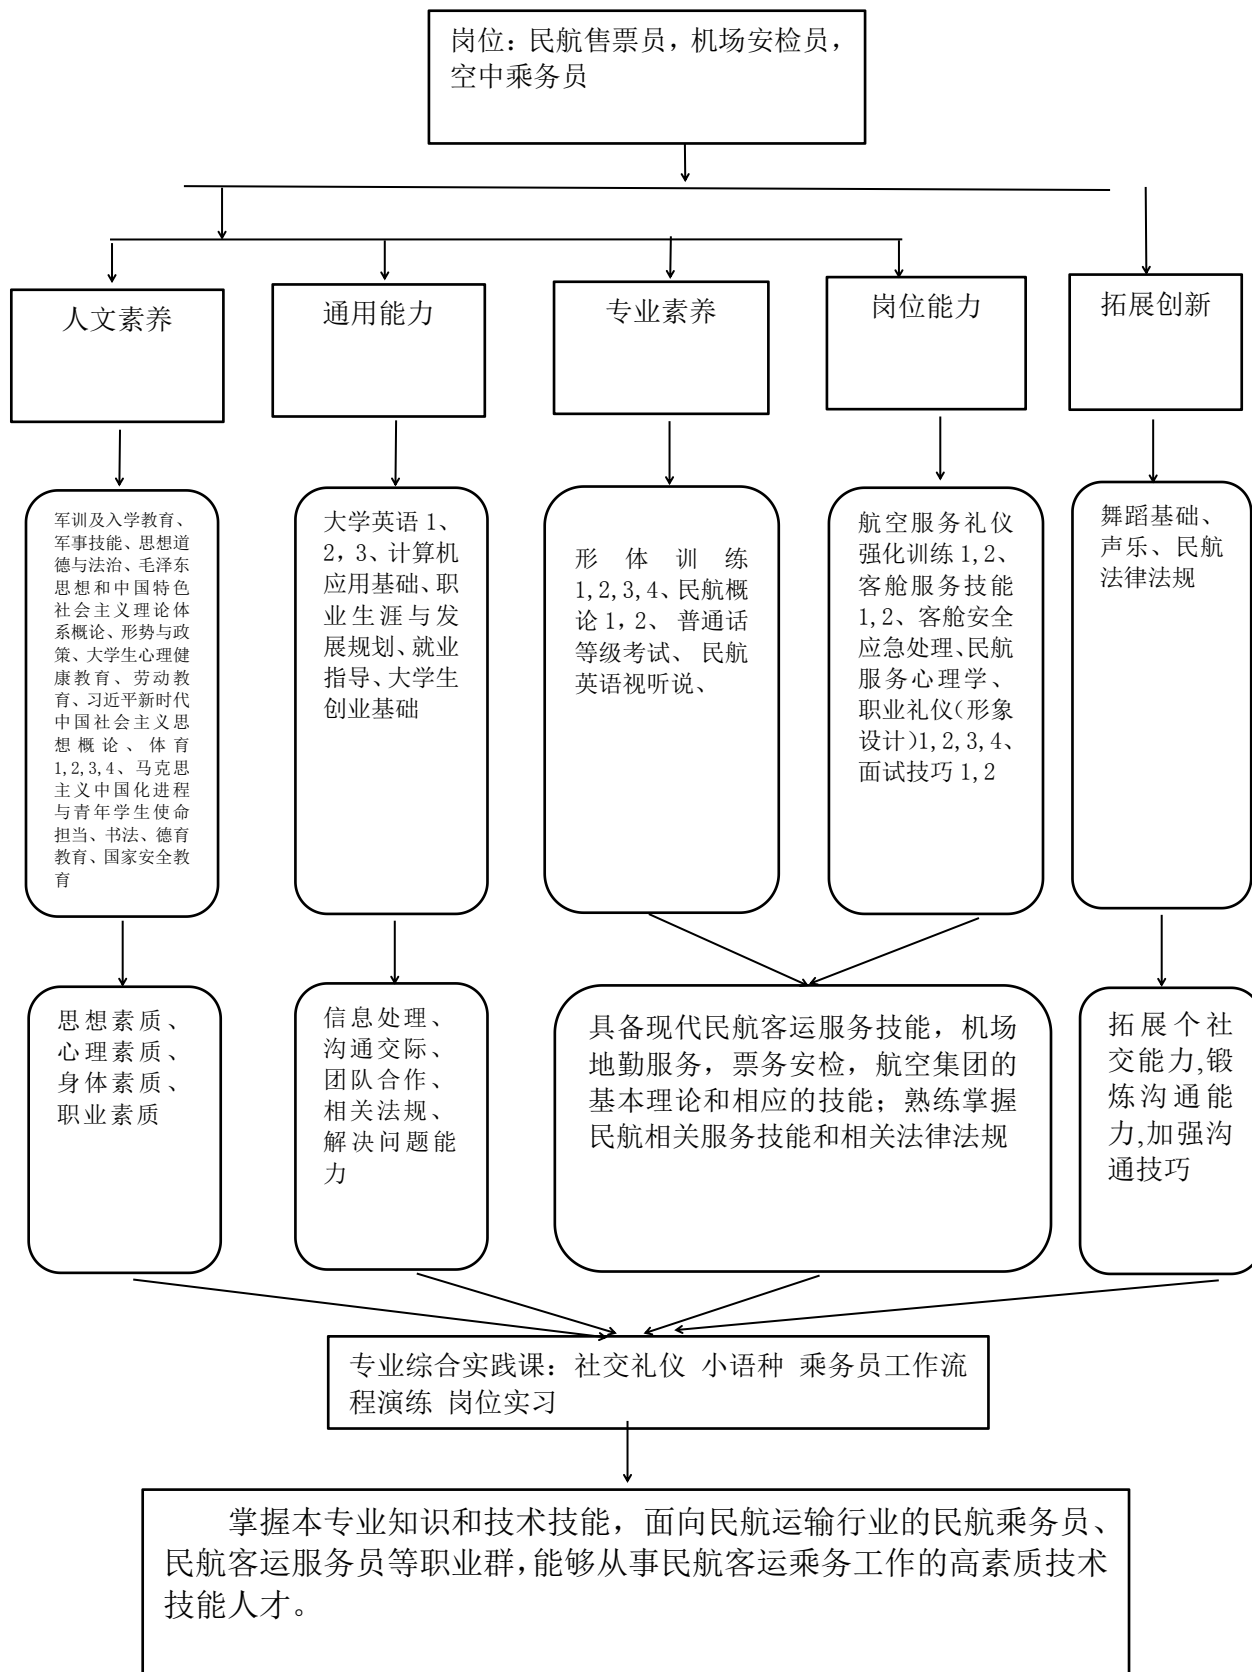 岗位：民航售票员，机场安检员，
空中乘务员
人文素养
通用能力
专业素养
岗位能力
拓展创新
军训及入学教育、
军事技能、思想道
德与法治、毛泽东
思想和中国特色
社会主义理论体
系概论、形势与政
策、大学生心理健
康教育、劳动教
育、习近平新时代
中国社会主义思
想概论、体育
1,2,3,4、马克思
主义中国化进程
与青年学生使命
担当、书法、德育
教育、国家安全教
育
大学英语 1、
2，3、计算机
应用基础、职
业生涯与发
展规划、就业
指导、大学生
创业基础
形体训练
1,2,3,4、民航概
论 1，2、 普通话
等级考试、 民航
英语视听说、
航空服务礼仪
强化训练 1,2、
客舱服务技能
1,2、客舱安全
应急处理、民航
服务心理学、
职业礼仪（形象
设计）1,2,3,4、
面试技巧 1,2
舞蹈基础、
声乐、民航
法律法规
思想素质、
心理素质、
身体素质、
职业素质
信息处理、
沟通交际、
团队合作、
相关法规、
解决问题能
力
具备现代民航客运服务技能，机场
地勤服务，票务安检，航空集团的
基本理论和相应的技能；熟练掌握
民航相关服务技能和相关法律法规
拓展个社
交能力,锻
炼沟通能
力,加强沟
通技巧
专业综合实践课：社交礼仪 小语种 乘务员工作流
程演练 岗位实习
掌握本专业知识和技术技能，面向民航运输行业的民航乘务员、
民航客运服务员等职业群，能够从事民航客运乘务工作的高素质技术
技能人才。